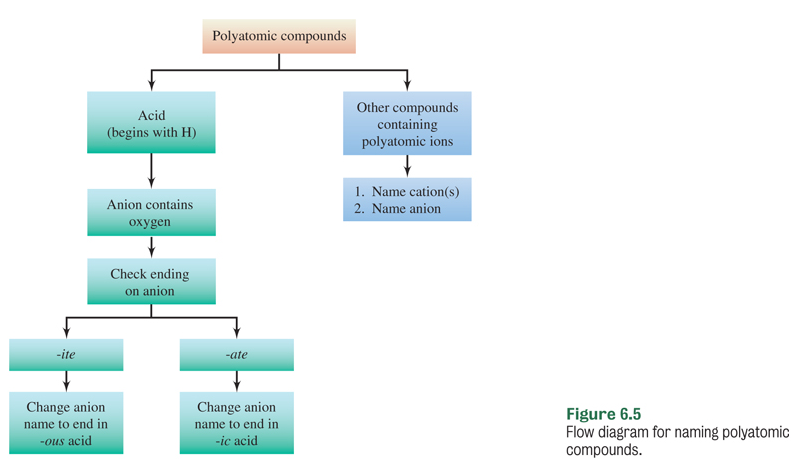 Polyatomic compounds
Acid
(begins with H)
Other compounds
containing
polyatomic ions
1. Name cation(s)
2. Name anion
Anion contains
oxygen
Check ending
on anion
-ite
-ate
Change anion
name to end in
-ous acid
Change anion
name to end in
-ic acid
Figure 6.5
Flow diagram for naming polyatomic
compounds.